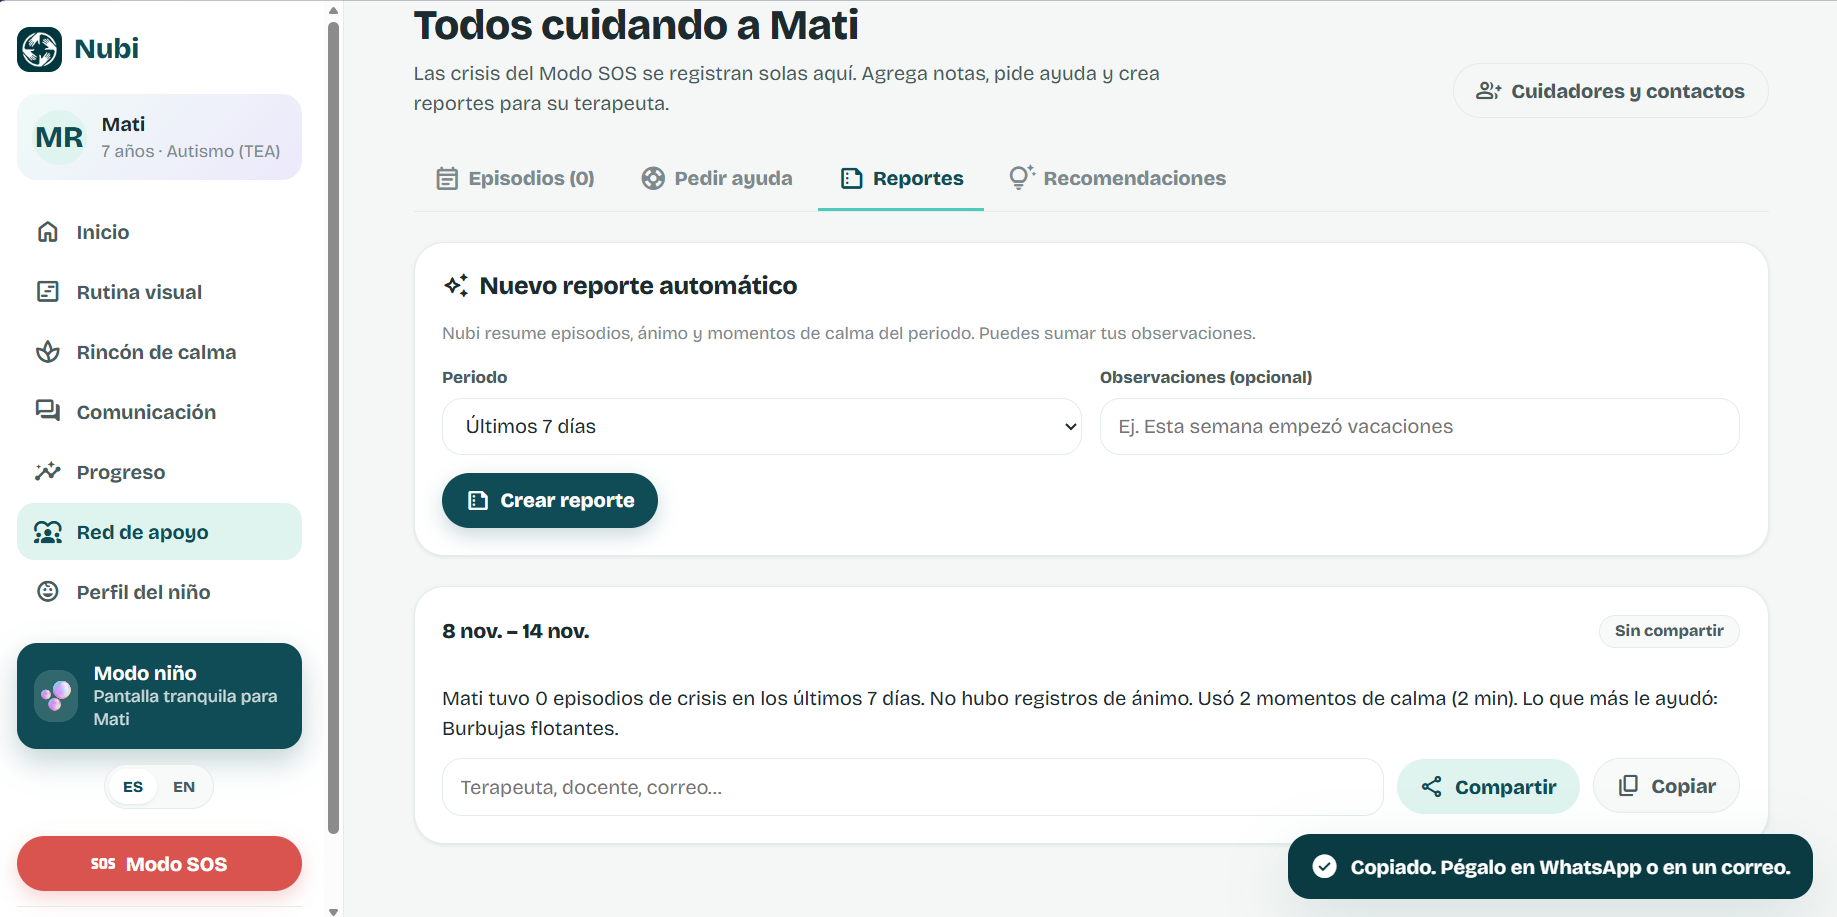 Nubi
MR
Mati
7 años · Autismo (TEA)
Inicio
Rutina visual
Rincón de calma
Comunicación
Progreso
Red de apoyo
Perfil del niño
Modo niño
Pantalla tranquila para
Mati
ES EN
SOS Modo SOS
Todos cuidando a Mati
Las crisis del Modo SOS se registran solas aquí. Agrega notas, pide ayuda y crea
reportes para su terapeuta.
Cuidadores y contactos
Episodios (0) Pedir ayuda Reportes Recomendaciones
Nuevo reporte automático
Nubi resume episodios, ánimo y momentos de calma del periodo. Puedes sumar tus observaciones.
Periodo
Últimos 7 días
Observaciones (opcional)
Ej. Esta semana empezó vacaciones
Crear reporte
8 nov. – 14 nov.
Sin compartir
Mati tuvo 0 episodios de crisis en los últimos 7 días. No hubo registros de ánimo. Usó 2 momentos de calma (2 min). Lo que más le ayudó:
Burbujas flotantes.
Terapeuta, docente, correo...
Compartir
Copiar
Copiado. Pégalo en WhatsApp o en un correo.